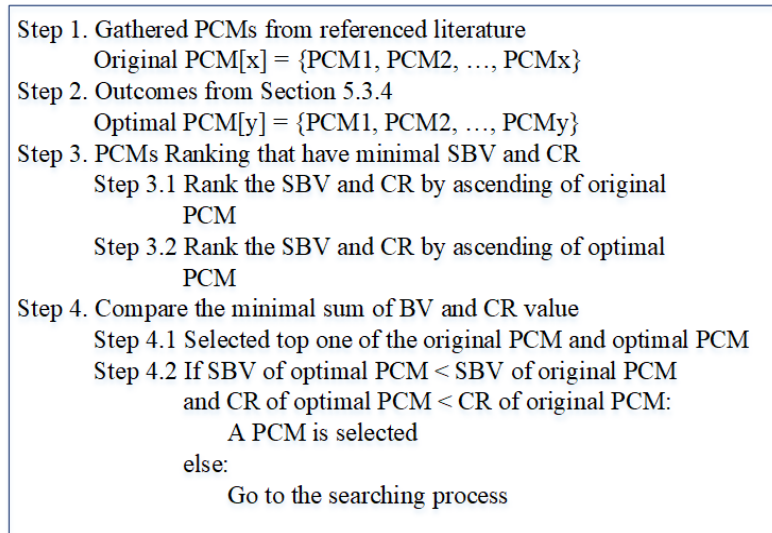 Step 1. Gathered PCMs from referenced literature
Original PCM[x] = {PCM1, PCM2, ..., PCMx}
Step 2. Outcomes from Section 5.3.4
Optimal PCM[y] = {PCM1, PCM2, ..., PCMy}
Step 3. PCMs Ranking that have minimal SBV and CR
Step 3.1 Rank the SBV and CR by ascending of original
PCM
Step 3.2 Rank the SBV and CR by ascending of optimal
PCM
Step 4. Compare the minimal sum of BV and CR value
Step 4.1 Selected top one of the original PCM and optimal PCM
Step 4.2 If SBV of optimal PCM < SBV of original PCM
and CR of optimal PCM < CR of original PCM:
A PCM is selected
else:
Go to the searching process